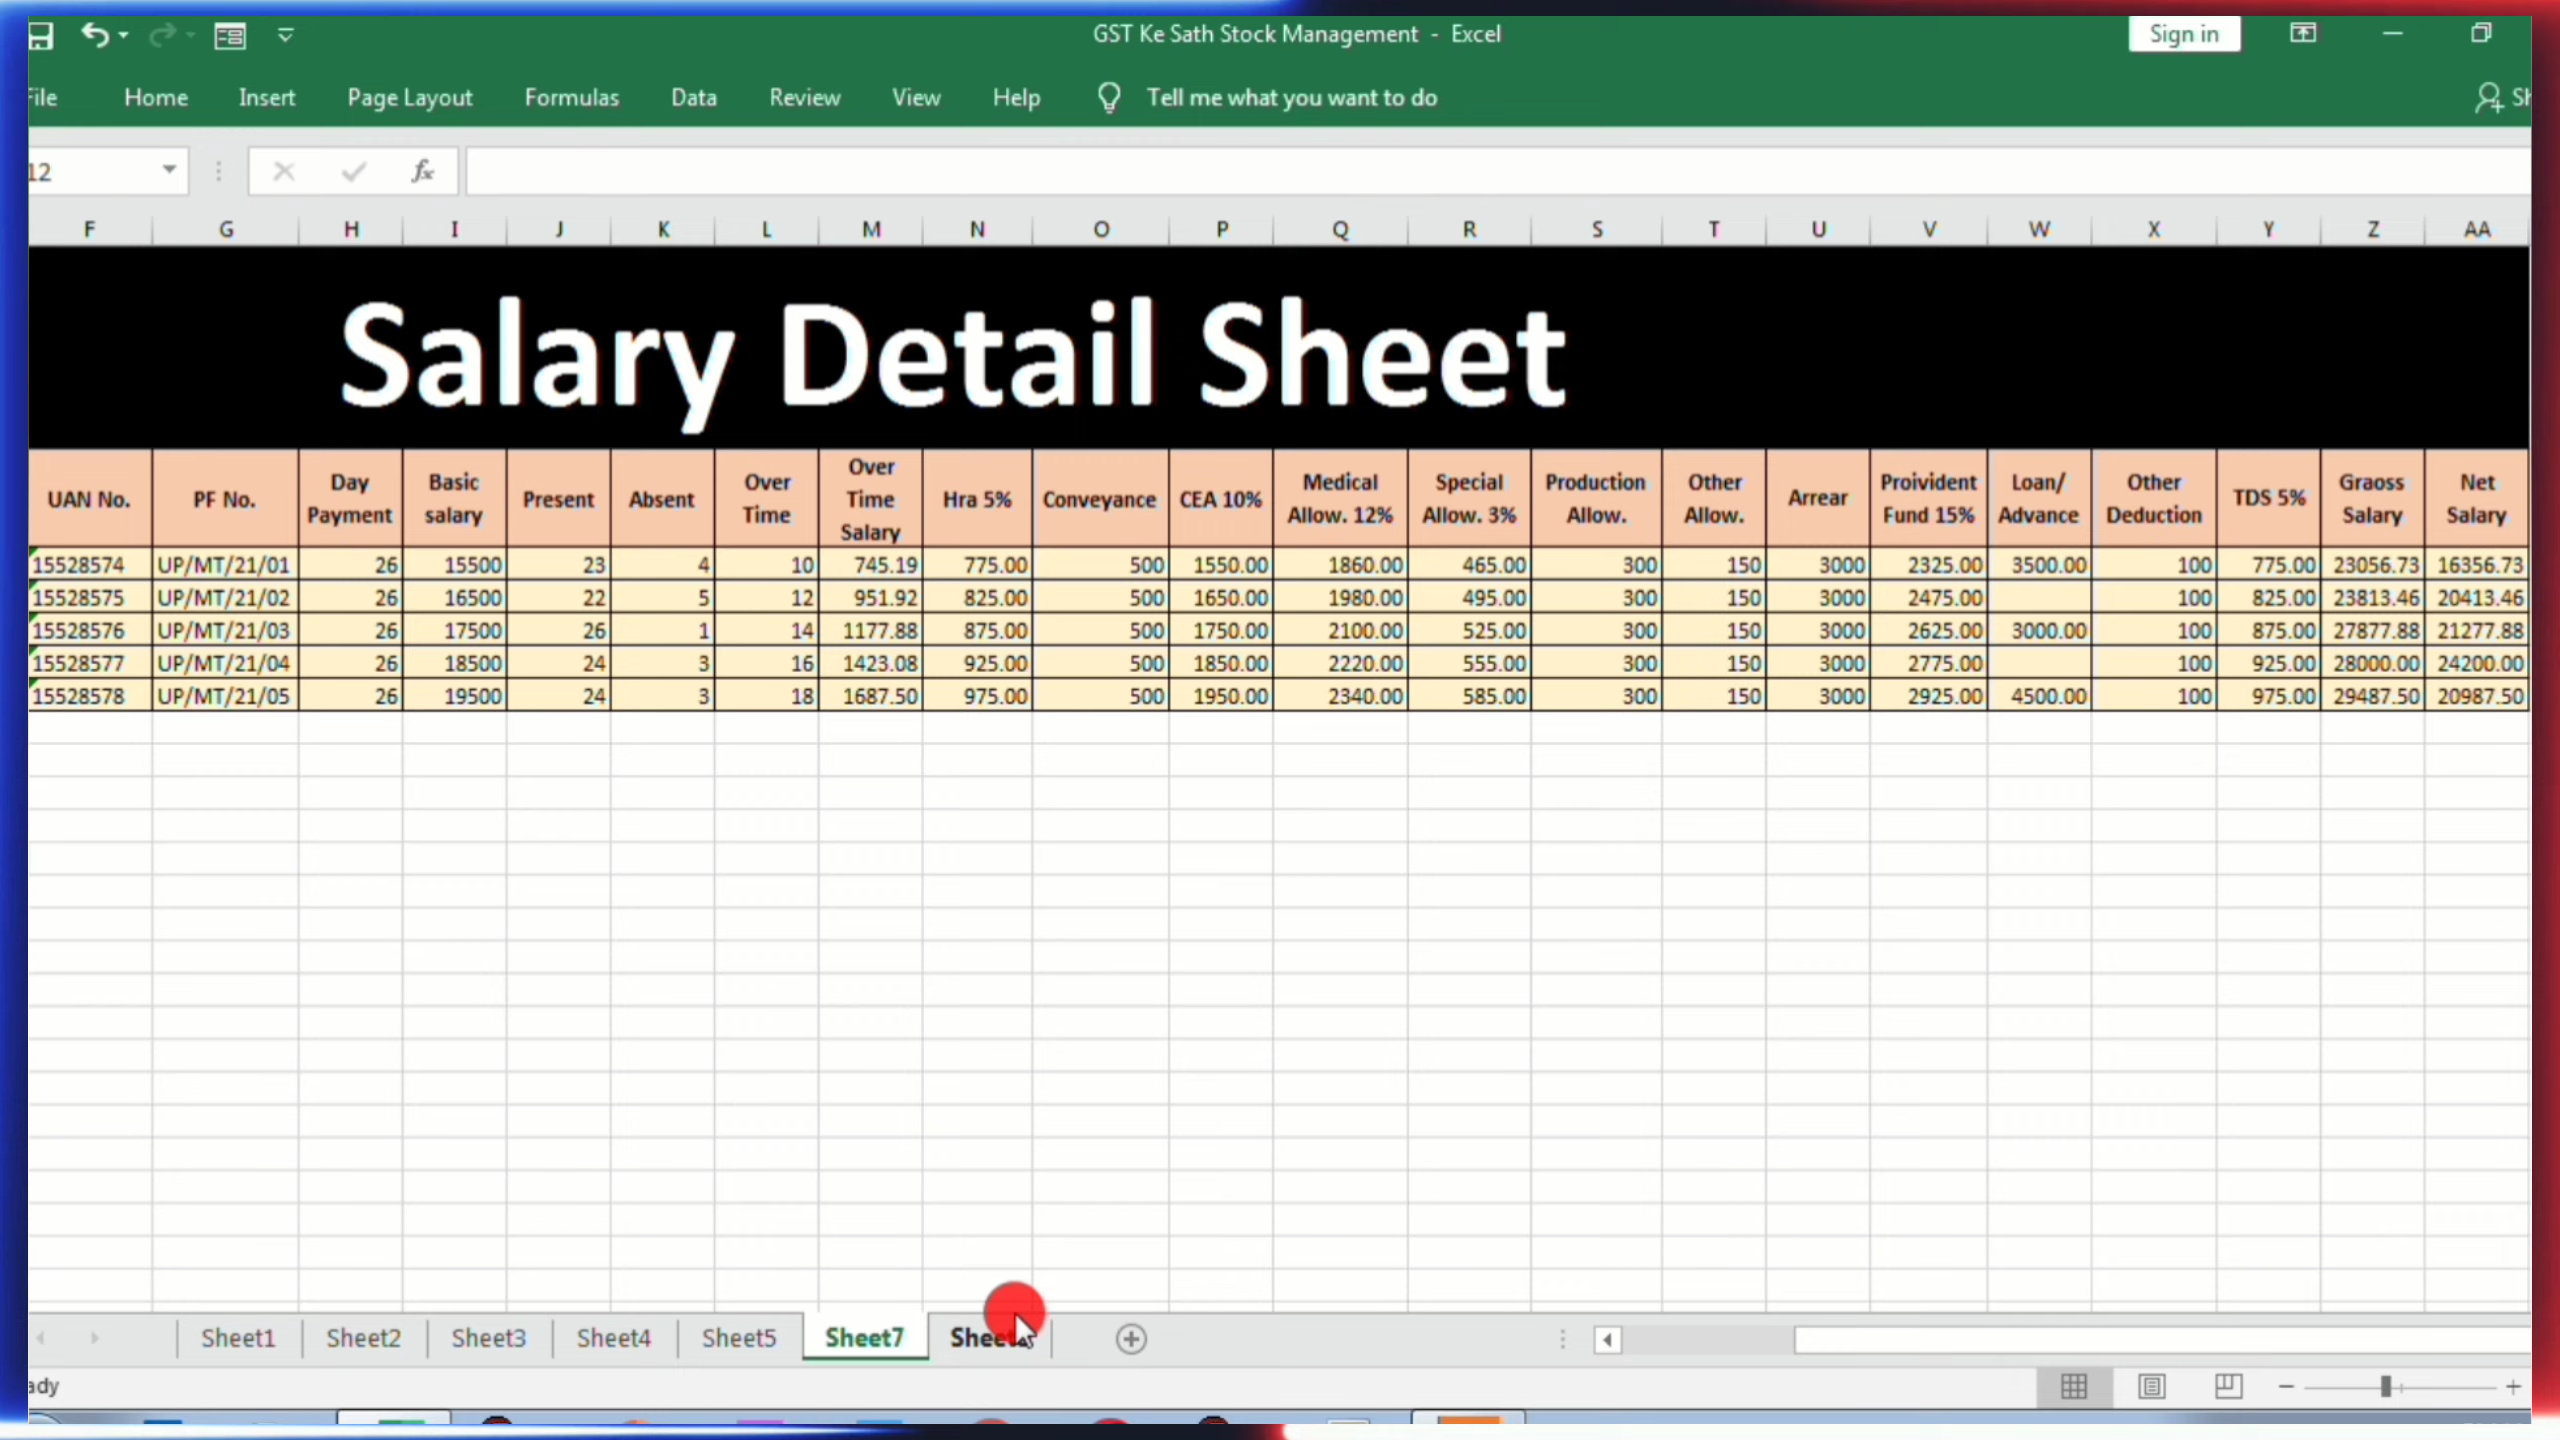 GST Ke Sath Stock Management - Excel Sign in
File Home Insert Page Layout Formulas Data Review View Help Tell me what you want to do
12 fx
F G H I J K L M N O P Q R S T U V W X Y Z AA
Salary Detail Sheet
UAN No. PF No. Day Payment Basic salary Present Absent Over Time Over Time Salary Hra 5% Conveyance CEA 10% Medical Allow. 12% Special Allow. 3% Production Allow. Other Allow. Arrear Proivident Fund 15% Loan/ Advance Other Deduction TDS 5% Graoss Salary Net Salary
15528574 UP/MT/21/01 26 15500 23 4 10 745.19 775.00 500 1550.00 1860.00 465.00 300 150 3000 2325.00 3500.00 100 775.00 23056.73 16356.73
15528575 UP/MT/21/02 26 16500 22 5 12 951.92 825.00 500 1650.00 1980.00 495.00 300 150 3000 2475.00 100 825.00 23813.46 20413.46
15528576 UP/MT/21/03 26 17500 26 1 14 1177.88 875.00 500 1750.00 2100.00 525.00 300 150 3000 2625.00 3000.00 100 875.00 27877.88 21277.88
15528577 UP/MT/21/04 26 18500 24 3 16 1423.08 925.00 500 1850.00 2220.00 555.00 300 150 3000 2775.00 100 925.00 28000.00 24200.00
15528578 UP/MT/21/05 26 19500 24 3 18 1687.50 975.00 500 1950.00 2340.00 585.00 300 150 3000 2925.00 4500.00 100 975.00 29487.50 20987.50
Sheet1 Sheet2 Sheet3 Sheet4 Sheet5 Sheet7